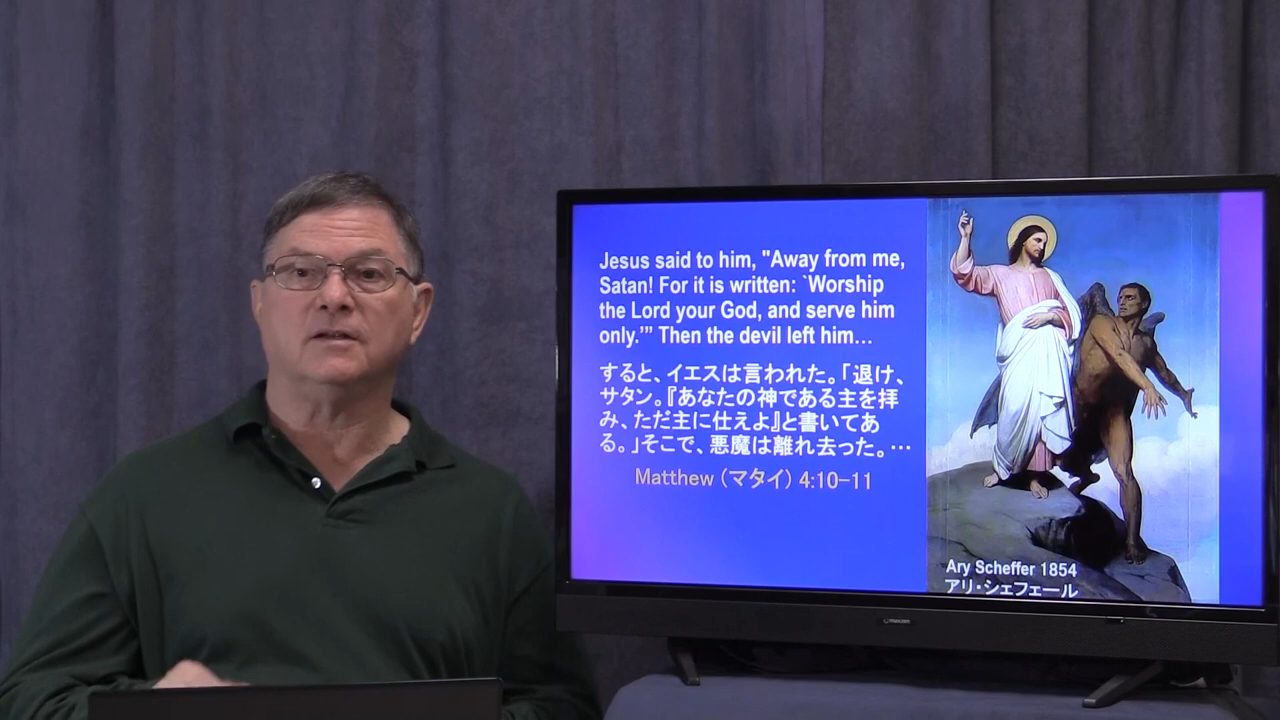 Jesus said to him, "Away from me,
Satan! For it is written: `Worship
the Lord your God, and serve him
only.’” Then the devil left him…
すると、イエスは言われた。「退け、
サタン。『あなたの神である主を拝
み、ただ主に仕えよ』と書いてあ
る。」そこで、悪魔は離れ去った。…
Matthew (マタイ) 4:10-11
Ary Scheffer 1854
アリ・シェフェール